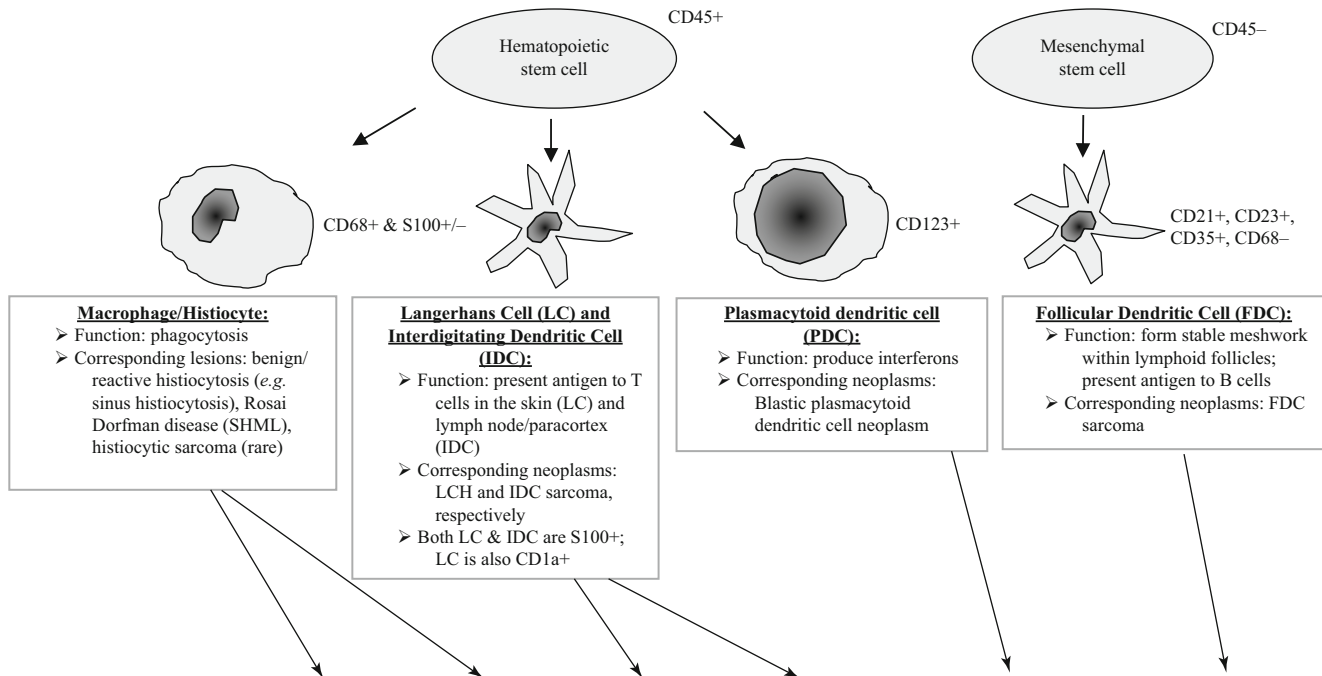 CD45+
Hematopoietic
stem cell
CD45–
Mesenchymal
stem cell
CD68+ & S100+/–
CD123+
CD21+, CD23+,
CD35+, CD68–
Macrophage/Histiocyte:
➢ Function: phagocytosis
➢ Corresponding lesions: benign/
reactive histiocytosis (e.g.
sinus histiocytosis), Rosai
Dorfman disease (SHML),
histiocytic sarcoma (rare)
Langerhans Cell (LC) and
Interdigitating Dendritic Cell
(IDC):
➢ Function: present antigen to T
cells in the skin (LC) and
lymph node/paracortex
(IDC)
➢ Corresponding neoplasms:
LCH and IDC sarcoma,
respectively
➢ Both LC & IDC are S100+;
LC is also CD1a+
Plasmacytoid dendritic cell
(PDC):
➢ Function: produce interferons
➢ Corresponding neoplasms:
Blastic plasmacytoid
dendritic cell neoplasm
Follicular Dendritic Cell (FDC):
➢ Function: form stable meshwork
within lymphoid follicles;
present antigen to B cells
➢ Corresponding neoplasms: FDC
sarcoma